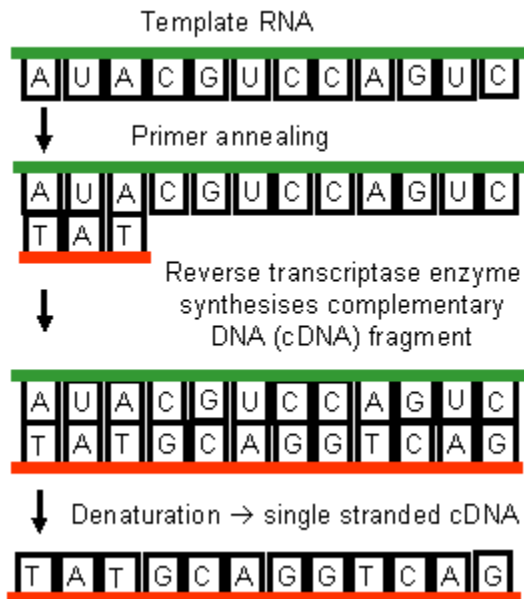 Template RNA
A U A C G U C C A G U C
Primer annealing
A U A C G U C C A G U C
T A T
Reverse transcriptase enzyme
synthesises complementary
DNA (cDNA) fragment
A U A C G U C C A G U C
T A T G C A G G T C A G
Denaturation → single stranded cDNA
T A T G C A G G T C A G